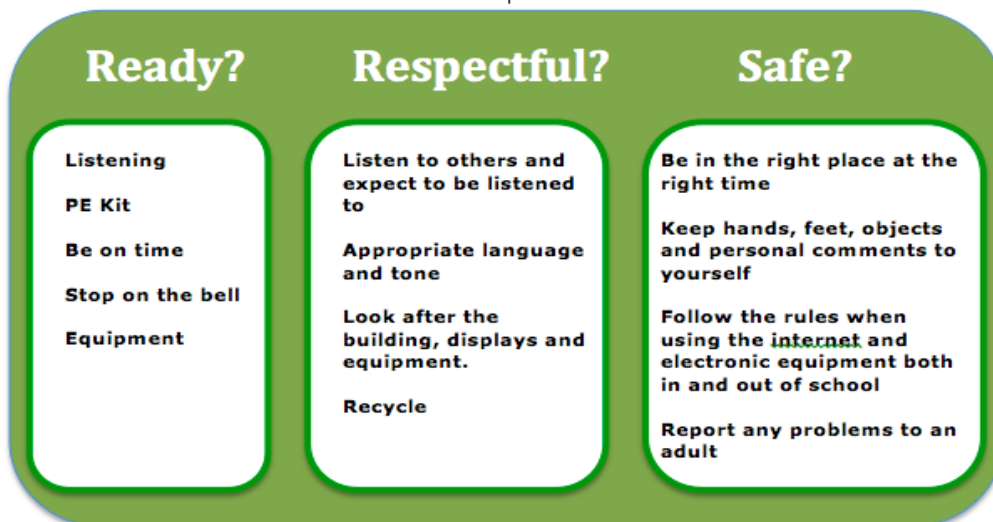 Ready?
Listening
PE Kit
Be on time
Stop on the bell
Equipment
Respectful?
Listen to others and
expect to be listened
to
Appropriate language
and tone
Look after the
building, displays and
equipment.
Recycle
Safe?
Be in the right place at the
right time
Keep hands, feet, objects
and personal comments to
yourself
Follow the rules when
using the internet and
electronic equipment both
in and out of school
Report any problems to an
adult